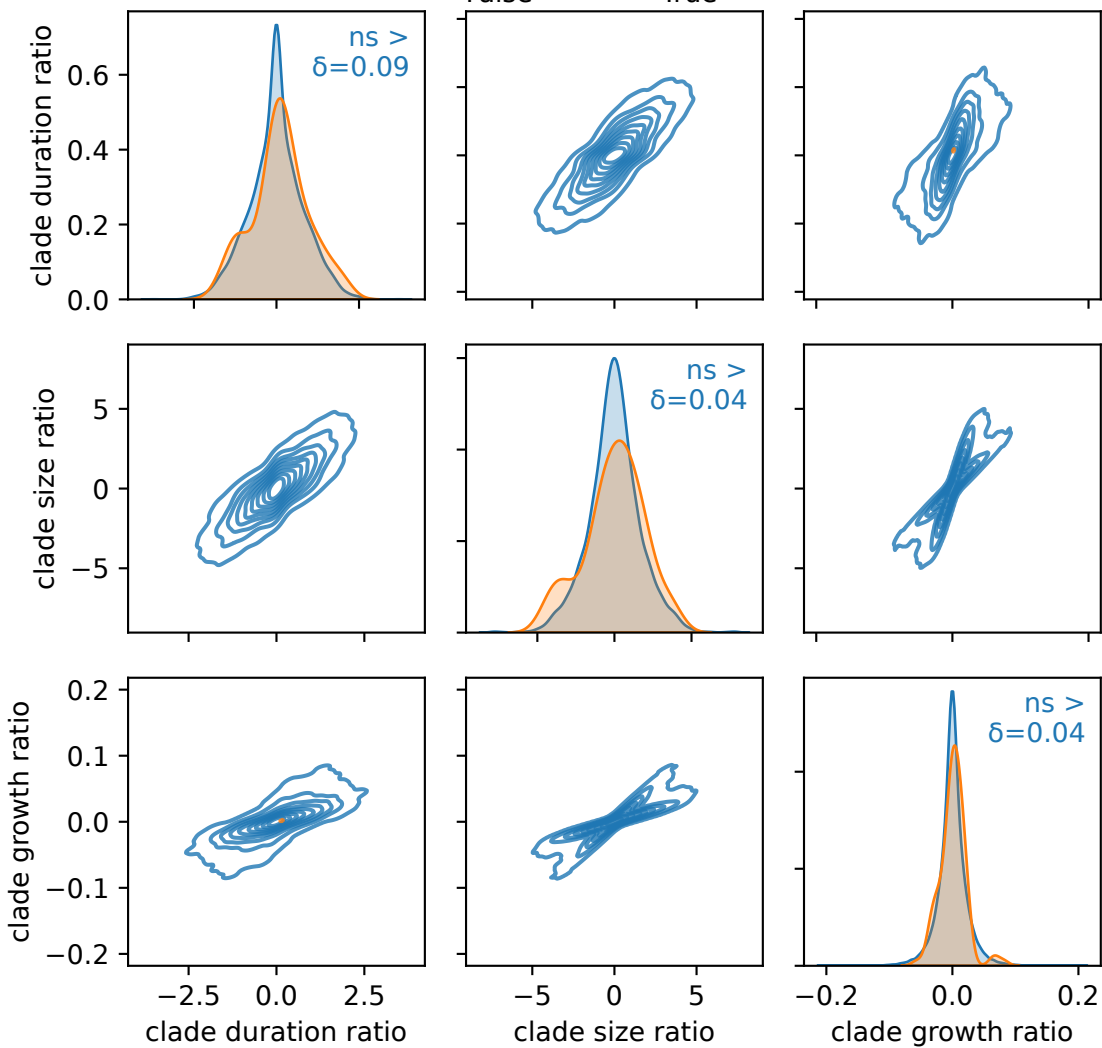 False True
clade duration ratio
0.6
0.4
0.2
0.0
ns >
δ=0.09
clade size ratio
5
0
−5
ns >
δ=0.04
clade growth ratio
0.2
0.1
0.0
−0.1
−0.2
ns >
δ=0.04
−2.5 0.0 2.5
−5 0 5
−0.2 0.0 0.2
clade duration ratio
clade size ratio
clade growth ratio